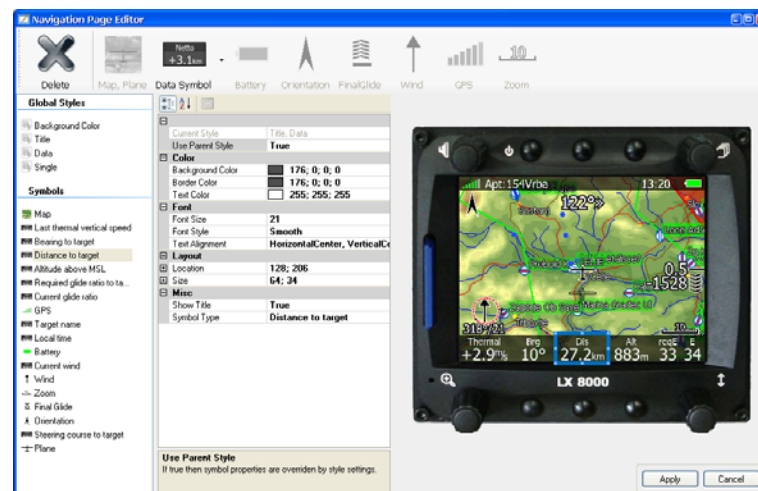 Navigation Page Editor
Netto
+3.1km
10
Delete
Map, Plane
Data Symbol
Battery
Orientation
FinalGlide
Wind
GPS
Zoom
Global Styles
Background Color
Title
Data
Single
Symbols
Map
Last thermal vertical speed
Bearing to target
Distance to target
Altitude above MSL
Required glide ratio to ta...
Current glide ratio
GPS
Target name
Local time
Battery
Current wind
Wind
Zoom
Final Glide
Orientation
Steering course to target
Plane
Current Style Title, Data
Use Parent Style True
Color
Background Color 176; 0; 0; 0
Border Color 176; 0; 0; 0
Text Color 255; 255; 255
Font
Font Size 21
Font Style Smooth
Text Alignment HorizontalCenter, VerticalCe
Layout
Location 128; 206
Size 64; 34
Misc
Show Title True
Symbol Type Distance to target
Use Parent Style
If true then symbol properties are overriden by style settings.
Apt:154Vrba 13:20
122°»
0.5
-1528
10
318°/21
Thermal Brg Dis Alt reqE E
+2.9m/s 10° 27.2km 883m 33 34
LX 8000
Apply
Cancel